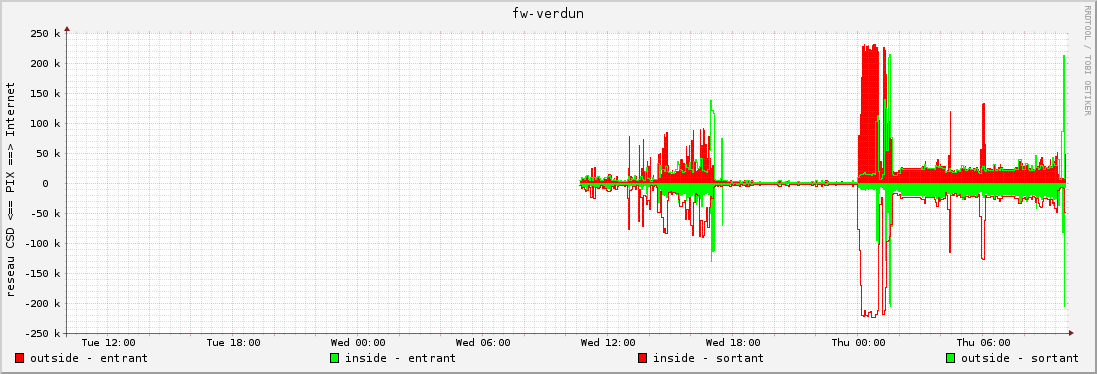 fw-verdun
RRDTOOL / TOBI OETIKER
reseau CSD <== PIX ==> Internet
250 k
200 k
150 k
100 k
50 k
0
-50 k
-100 k
-150 k
-200 k
-250 k
Tue 12:00 Tue 18:00 Wed 00:00 Wed 06:00 Wed 12:00 Wed 18:00 Thu 00:00 Thu 06:00
outside - entrant inside - entrant inside - sortant outside - sortant